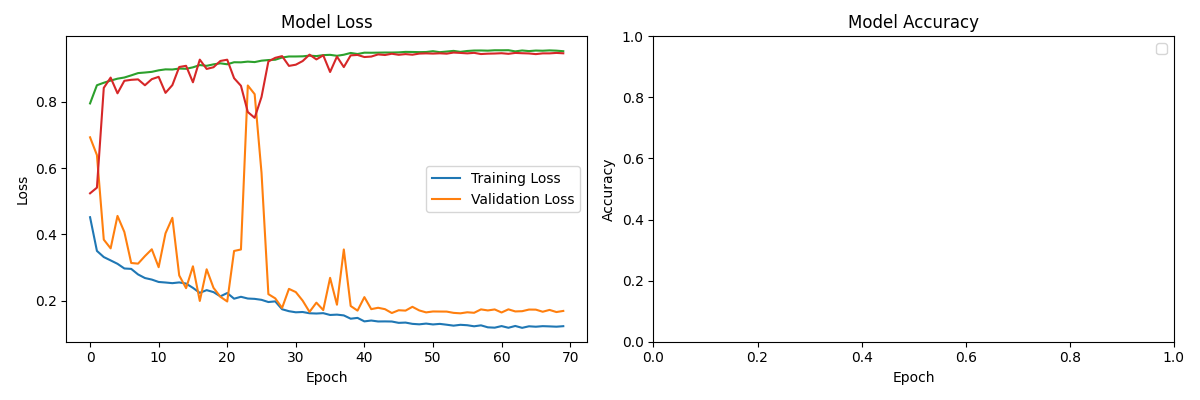 Model Loss
Loss
0.8
0.6
0.4
0.2
Training Loss
Validation Loss
0 10 20 30 40 50 60 70
Epoch
Model Accuracy
Accuracy
1.0
0.8
0.6
0.4
0.2
0.0
0.0 0.2 0.4 0.6 0.8 1.0
Epoch